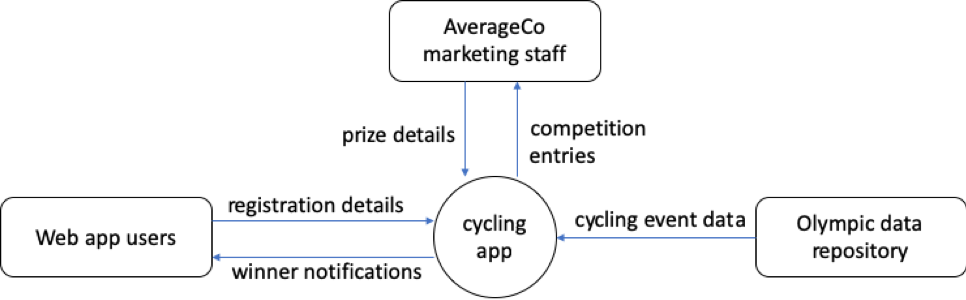 AverageCo
marketing staff
prize details
competition
entries
registration details
cycling event data
Web app users
cycling
app
Olympic data
repository
winner notifications